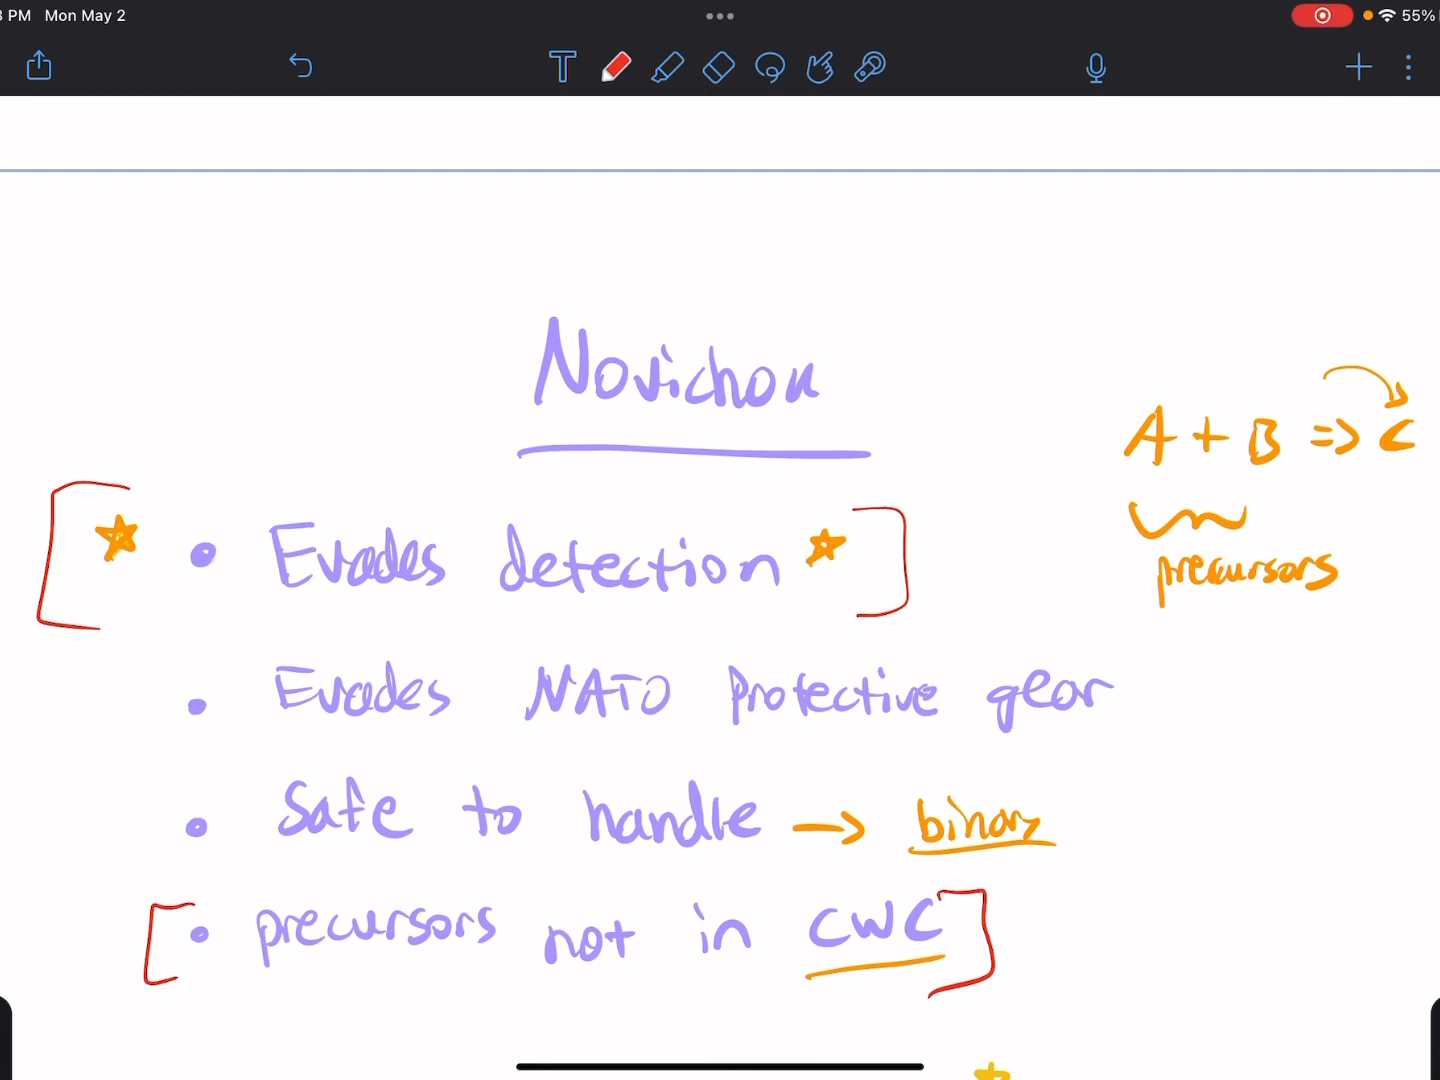 3 PM Mon May 2
55%
T
Novichok
A + B => C
precursors
• Evades detection
• Evades NATO Protective gear
• Safe to handle → binary
• precursors not in CWC